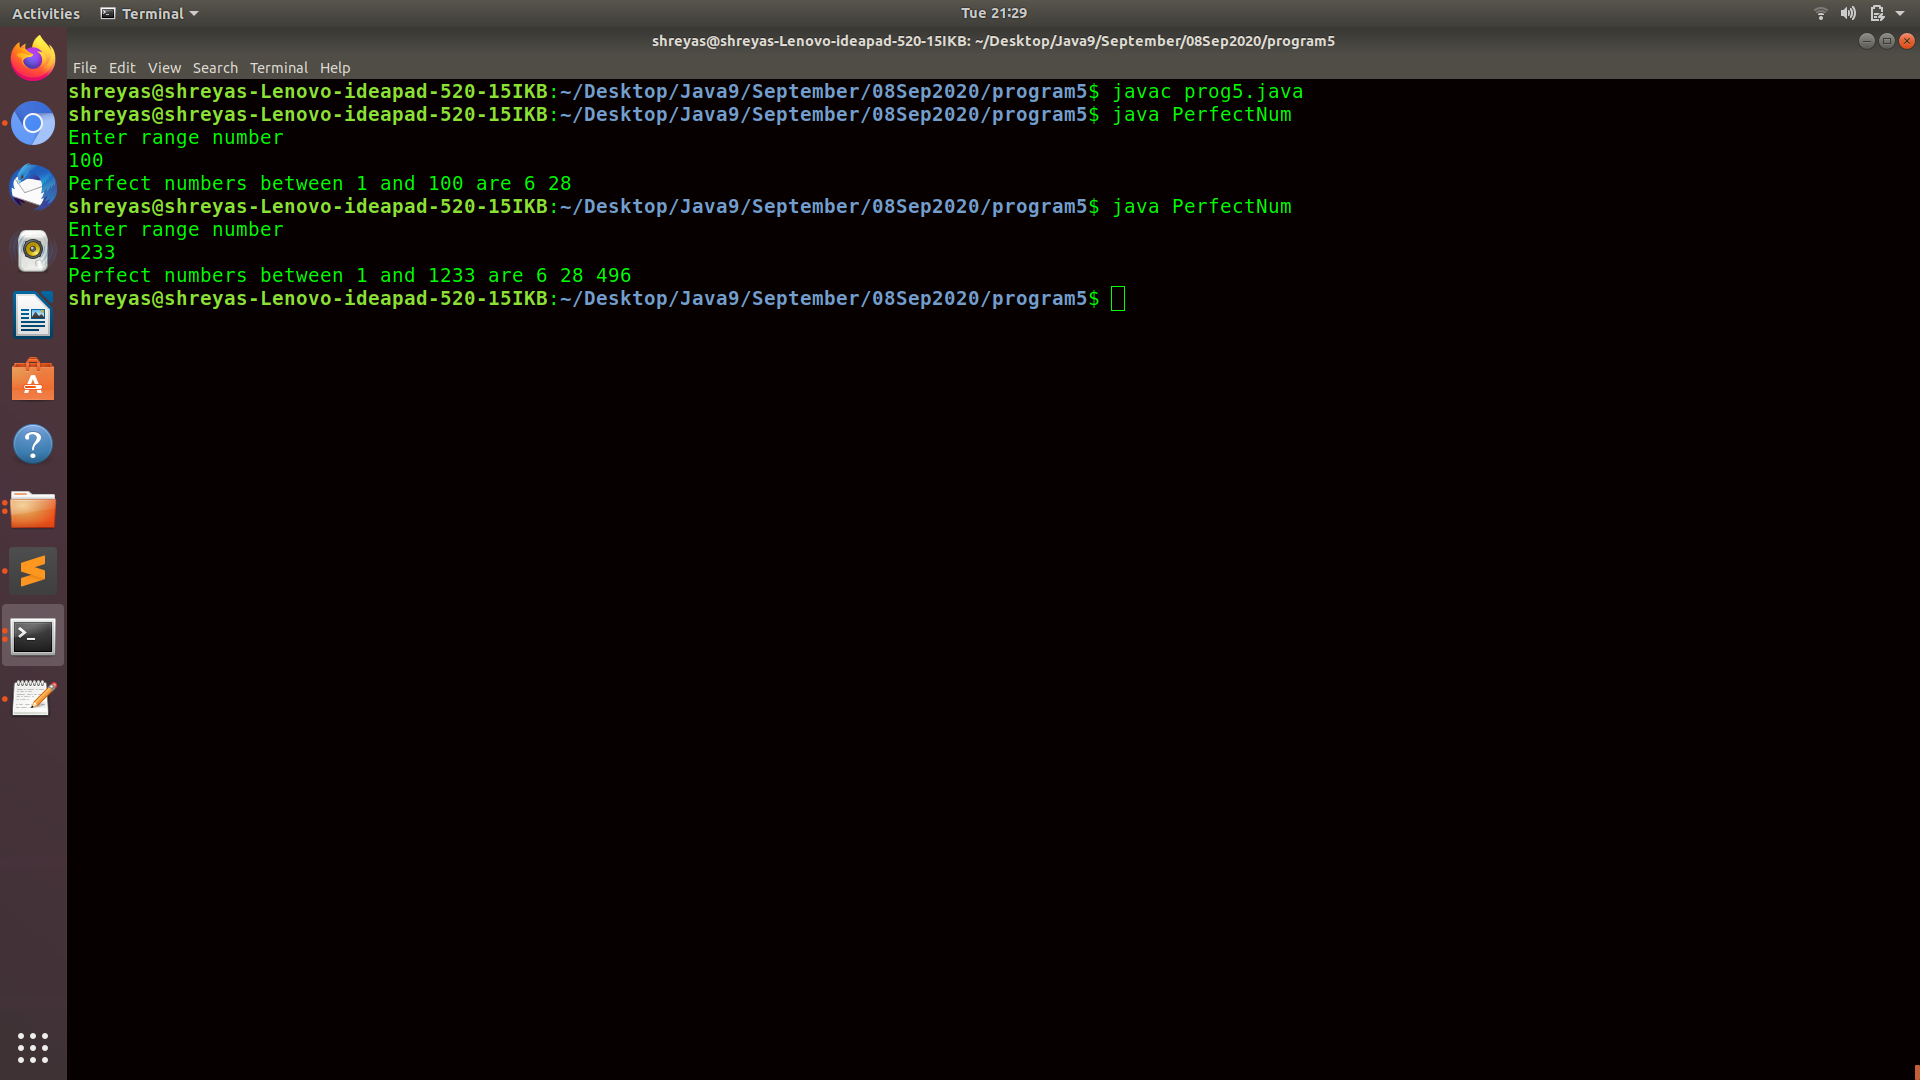 Activities Terminal Tue 21:29
shreyas@shreyas-Lenovo-ideapad-520-15IKB: ~/Desktop/Java9/September/08Sep2020/program5
File Edit View Search Terminal Help
shreyas@shreyas-Lenovo-ideapad-520-15IKB:~/Desktop/Java9/September/08Sep2020/program5$ javac prog5.java
shreyas@shreyas-Lenovo-ideapad-520-15IKB:~/Desktop/Java9/September/08Sep2020/program5$ java PerfectNum
Enter range number
100
Perfect numbers between 1 and 100 are 6 28
shreyas@shreyas-Lenovo-ideapad-520-15IKB:~/Desktop/Java9/September/08Sep2020/program5$ java PerfectNum
Enter range number
1233
Perfect numbers between 1 and 1233 are 6 28 496
shreyas@shreyas-Lenovo-ideapad-520-15IKB:~/Desktop/Java9/September/08Sep2020/program5$